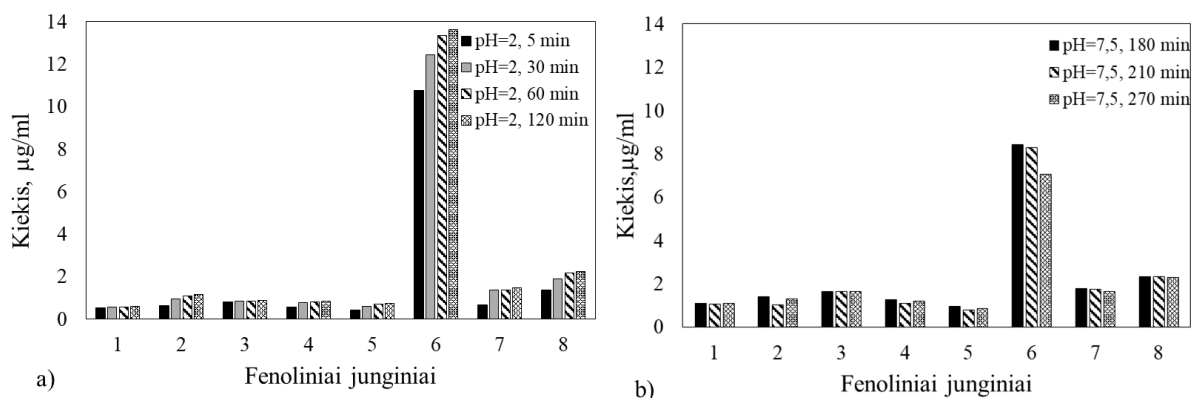 14
12
10
8
6
4
2
0
Kiekis, µg/ml
pH=2, 5 min
pH=2, 30 min
pH=2, 60 min
pH=2, 120 min
1 2 3 4 5 6 7 8
Fenoliniai junginiai
a)
14
12
10
8
6
4
2
0
Kiekis,µg/ml
pH=7,5, 180 min
pH=7,5, 210 min
pH=7,5, 270 min
1 2 3 4 5 6 7 8
Fenoliniai junginiai
b)